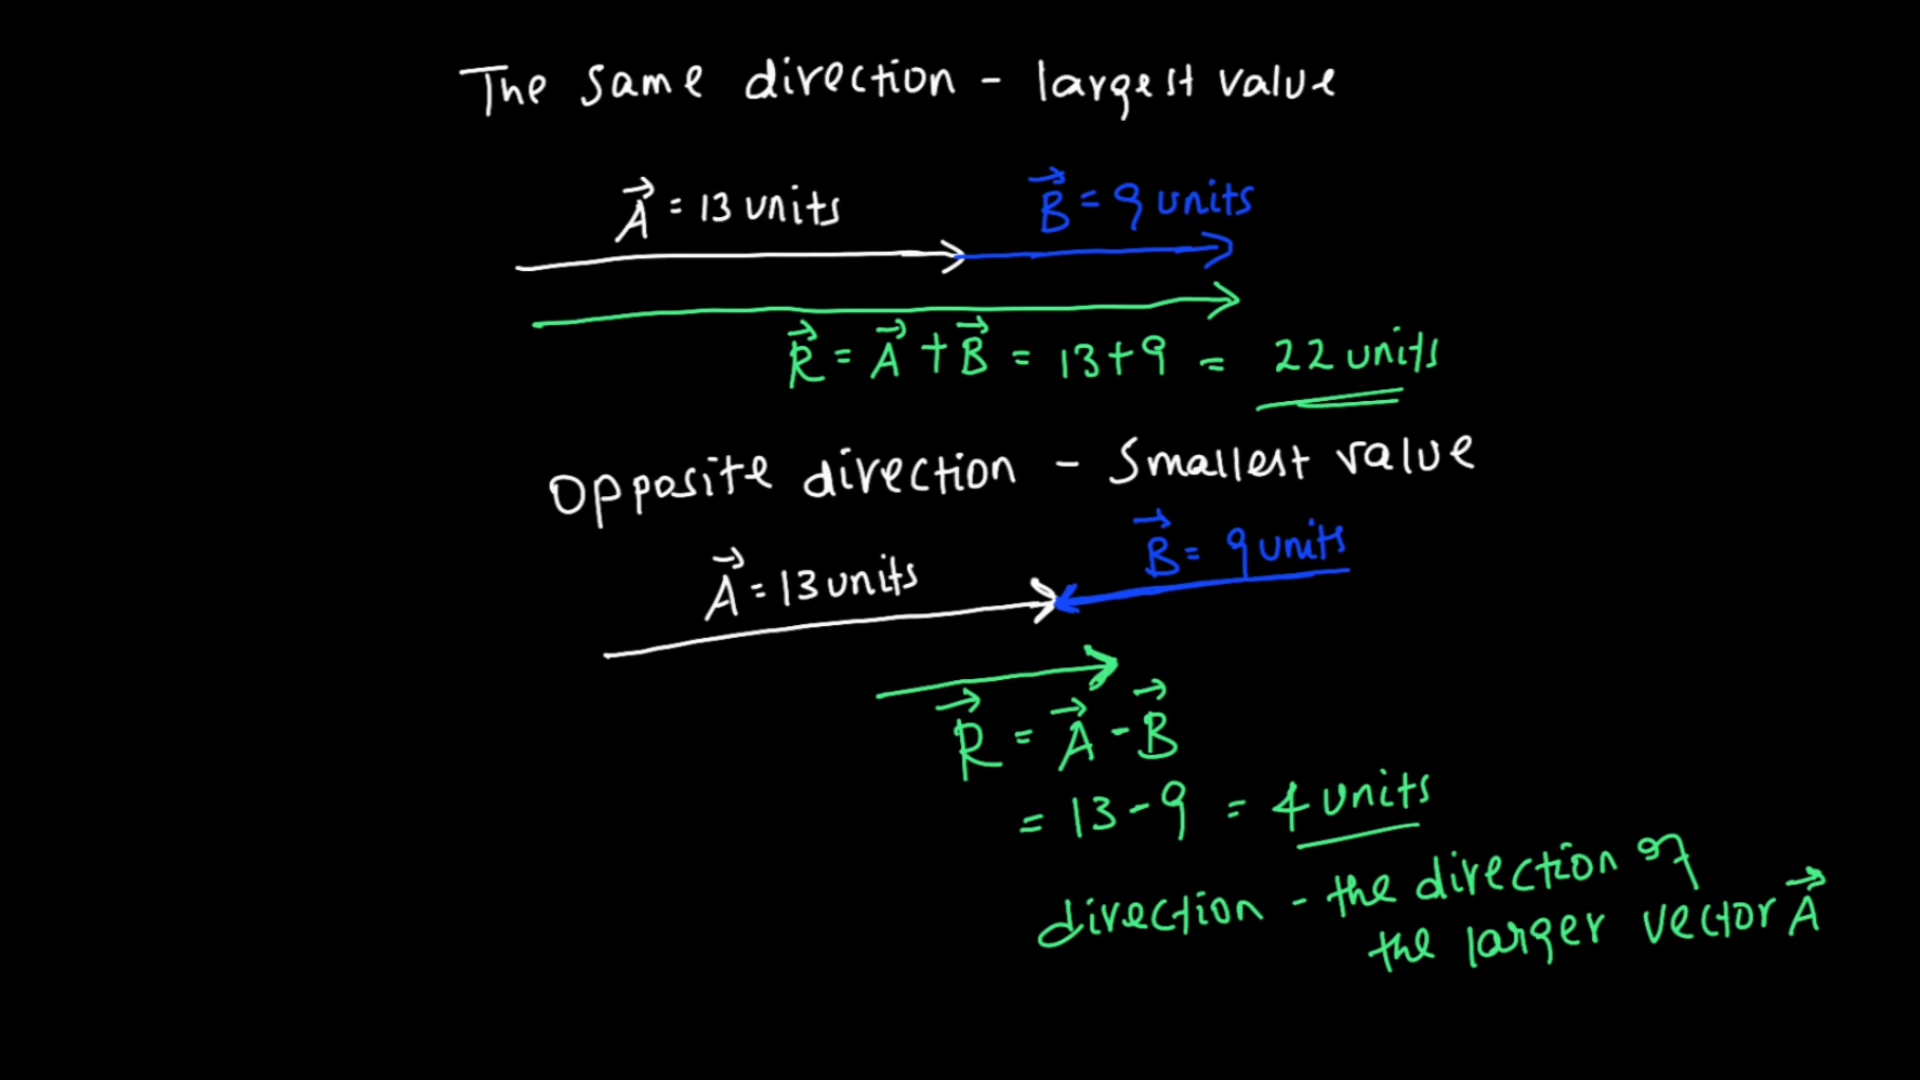 The same direction - largest value
A⃗ = 13 units
B⃗ = 9 units
R⃗ = A⃗ + B⃗ = 13+9 = 22 units
Opposite direction - Smallest value
B⃗ = 9 units
A⃗ = 13 units
R⃗ = A⃗ - B⃗
= 13 - 9 = 4 units
direction - the direction of
the larger vector A⃗